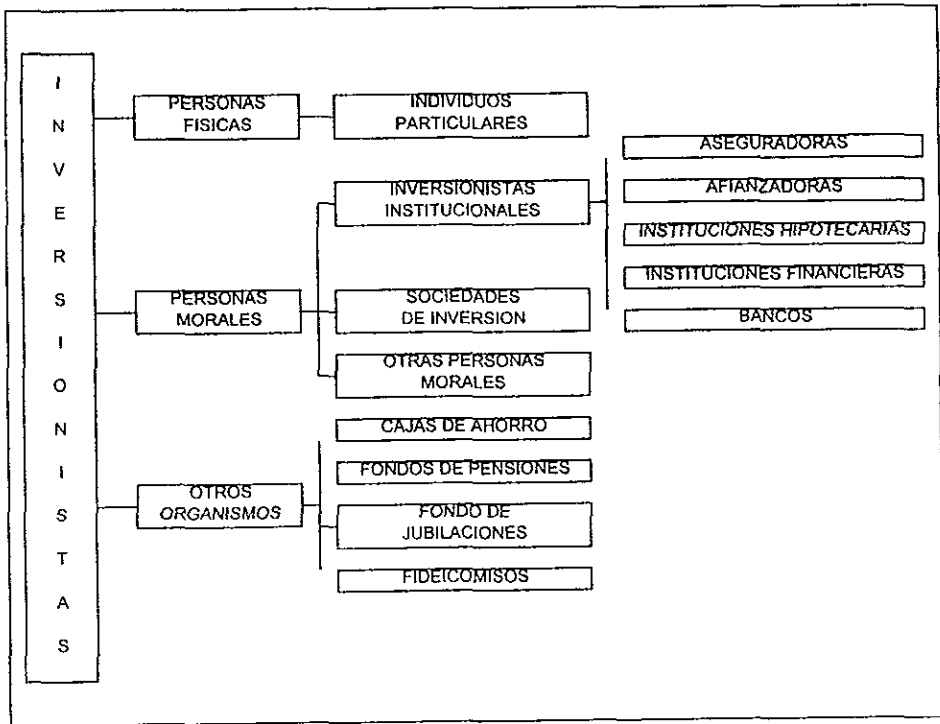 INVERSIONISTAS
PERSONAS
FISICAS
INDIVIDUOS
PARTICULARES
PERSONAS
MORALES
INVERSIONISTAS
INSTITUCIONALES
ASEGURADORAS
AFIANZADORAS
INSTITUCIONES HIPOTECARIAS
INSTITUCIONES FINANCIERAS
BANCOS
SOCIEDADES
DE INVERSION
OTRAS PERSONAS
MORALES
OTROS
ORGANISMOS
CAJAS DE AHORRO
FONDOS DE PENSIONES
FONDO DE
JUBILACIONES
FIDEICOMISOS